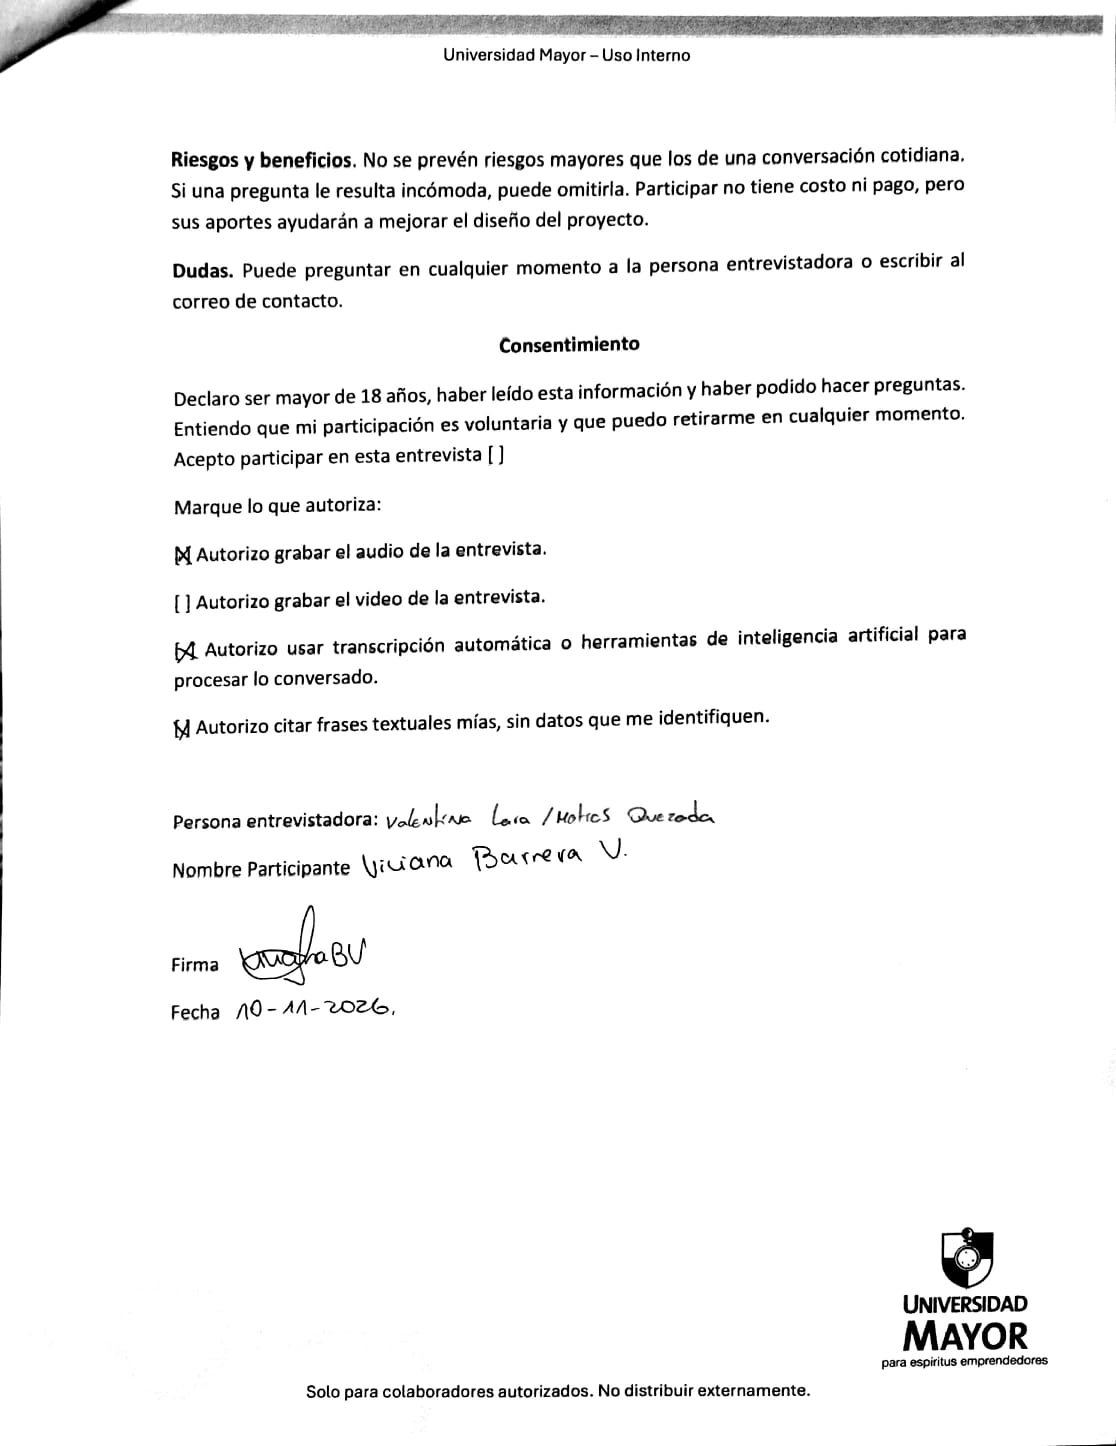 Universidad Mayor – Uso Interno
Riesgos y beneficios. No se prevén riesgos mayores que los de una conversación cotidiana.
Si una pregunta le resulta incómoda, puede omitirla. Participar no tiene costo ni pago, pero
sus aportes ayudarán a mejorar el diseño del proyecto.
Dudas. Puede preguntar en cualquier momento a la persona entrevistadora o escribir al
correo de contacto.
Consentimiento
Declaro ser mayor de 18 años, haber leído esta información y haber podido hacer preguntas.
Entiendo que mi participación es voluntaria y que puedo retirarme en cualquier momento.
Acepto participar en esta entrevista [ ]
Marque lo que autoriza:
[X] Autorizo grabar el audio de la entrevista.
[ ] Autorizo grabar el video de la entrevista.
[X] Autorizo usar transcripción automática o herramientas de inteligencia artificial para
procesar lo conversado.
[X] Autorizo citar frases textuales mías, sin datos que me identifiquen.
Persona entrevistadora: Valentina Lara / Quezada
Nombre Participante Viviana Barrera V.
Firma BV
Fecha 10-11-2026.
UNIVERSIDAD
MAYOR
para espíritus emprendedores
Solo para colaboradores autorizados. No distribuir externamente.